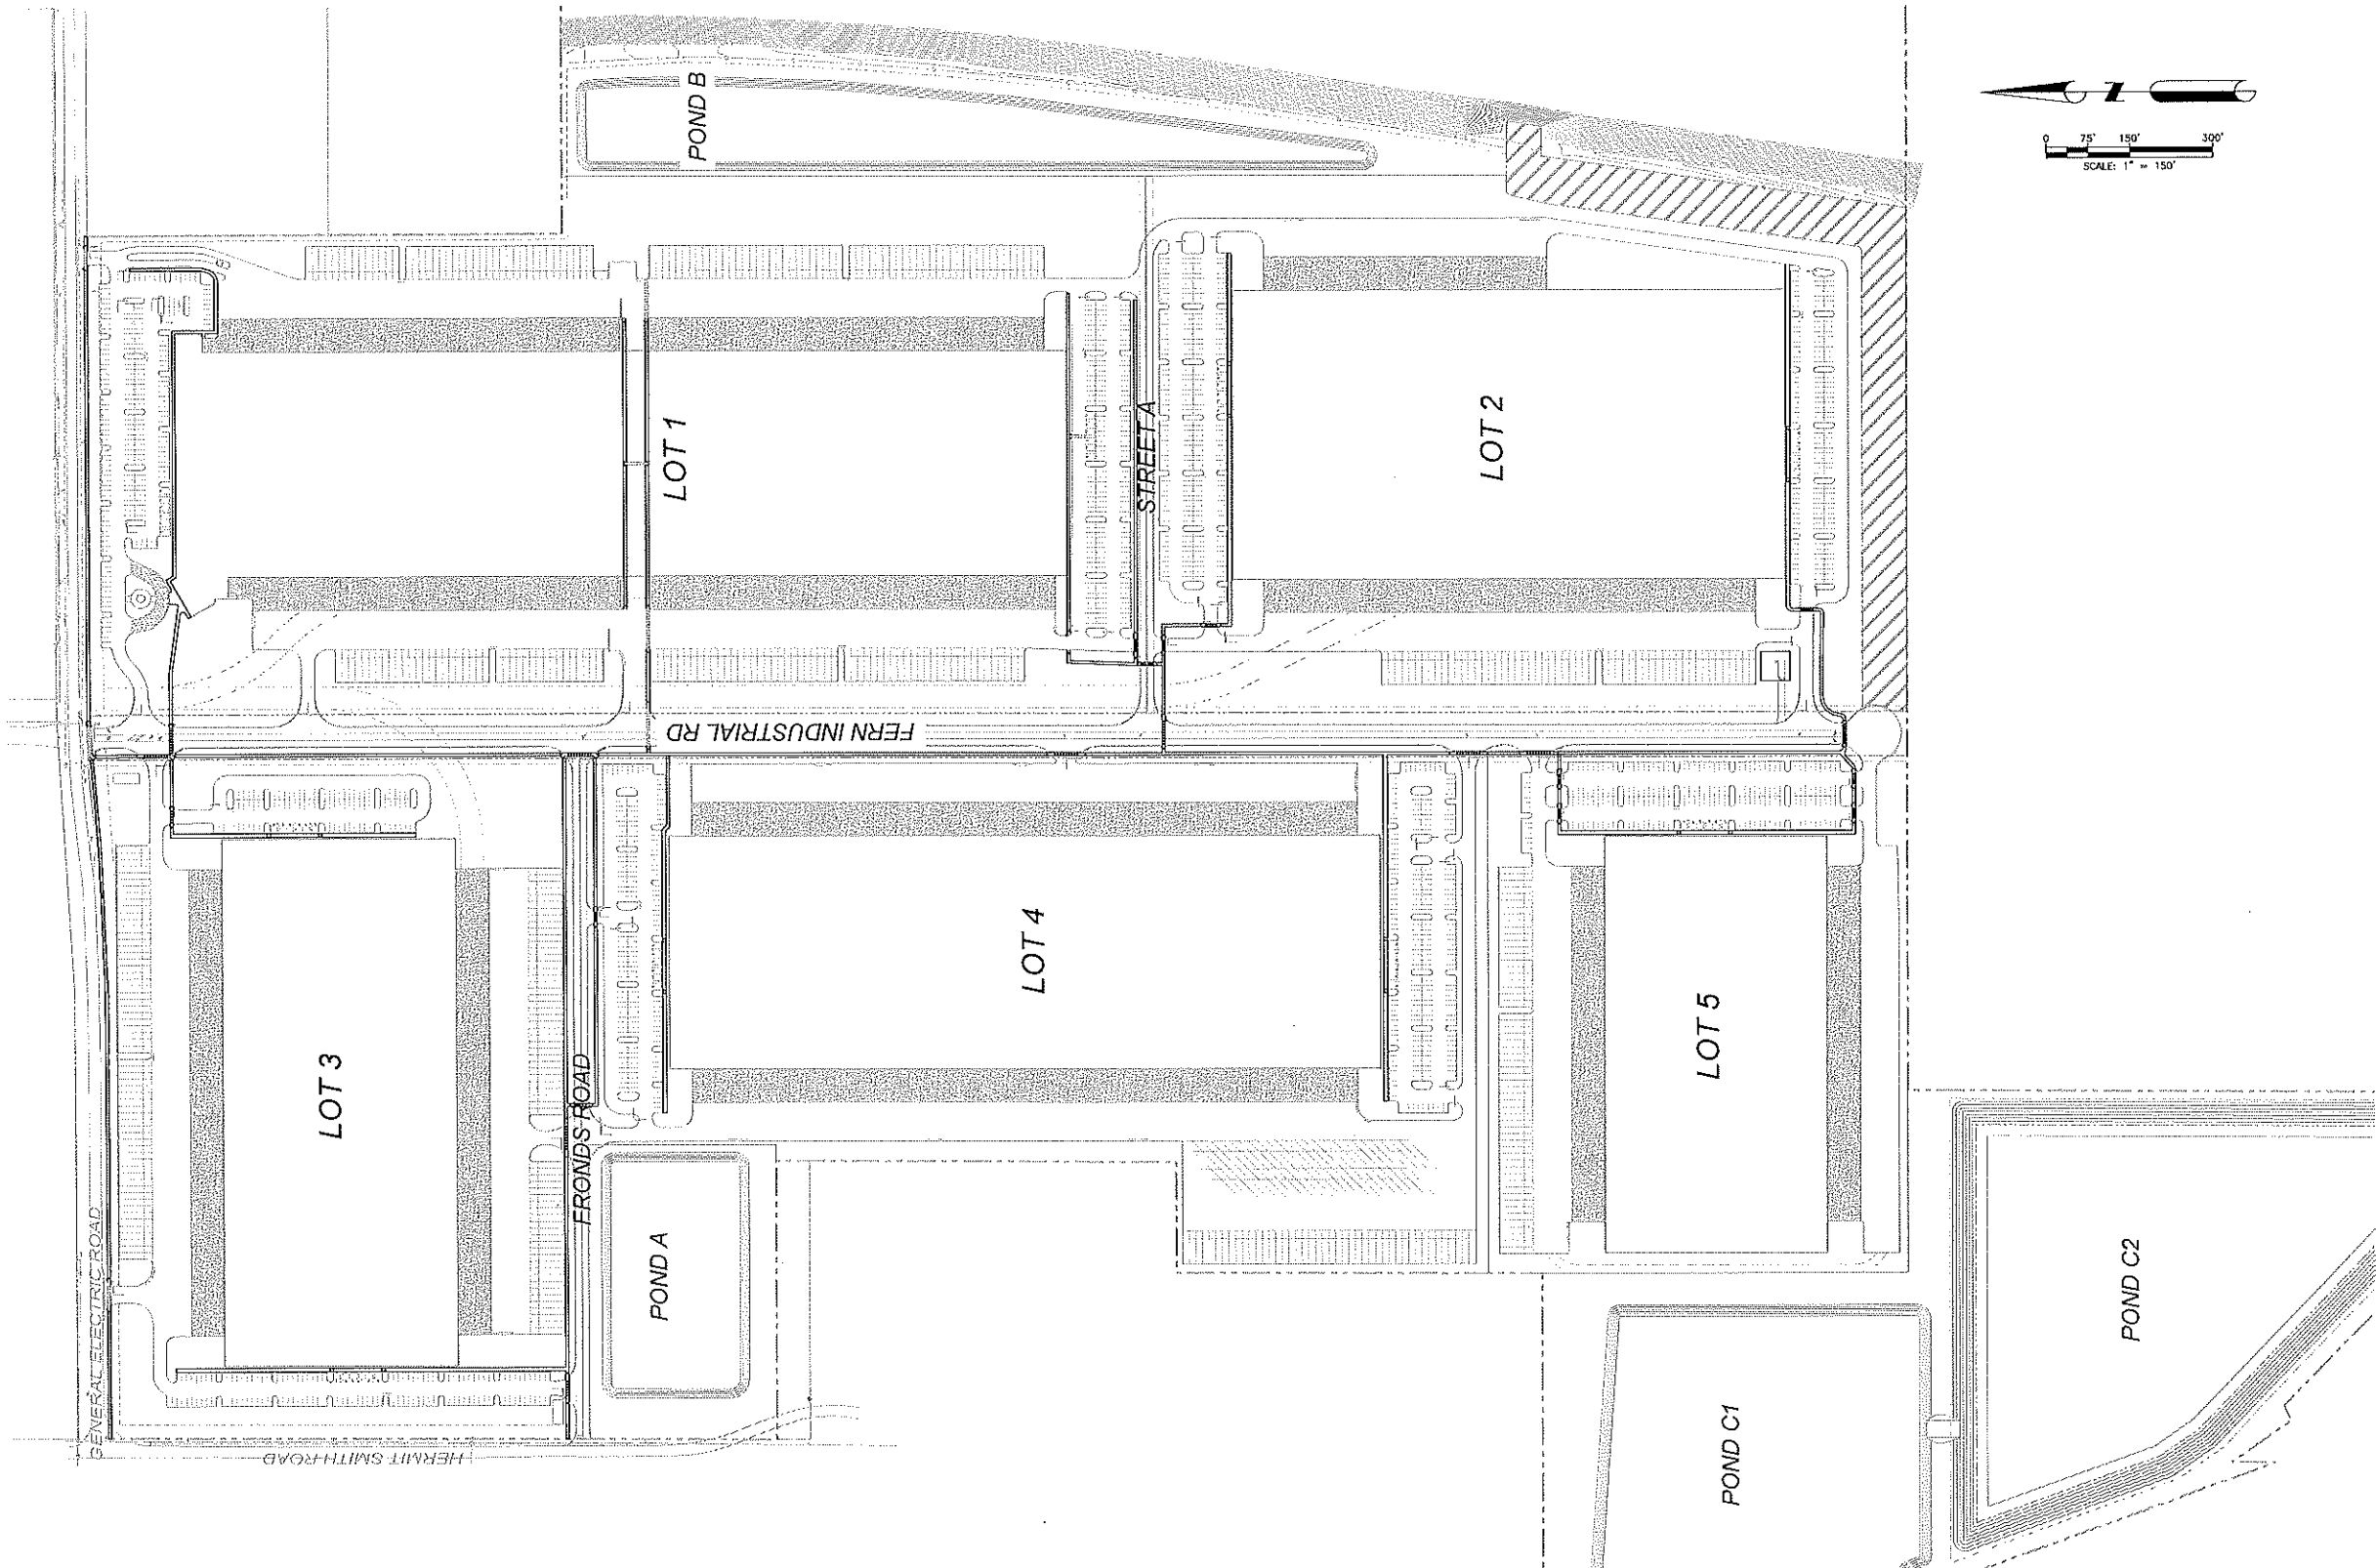 POND B
N
0 75' 150' 300'
SCALE: 1" = 150'
LOT 1
STREET A
LOT 2
FERN INDUSTRIAL RD
LOT 3
FRONDS ROAD
LOT 4
LOT 5
GENERAL ELECTRIC ROAD
POND A
POND C2
POND C1
HERMIT SMITH ROAD